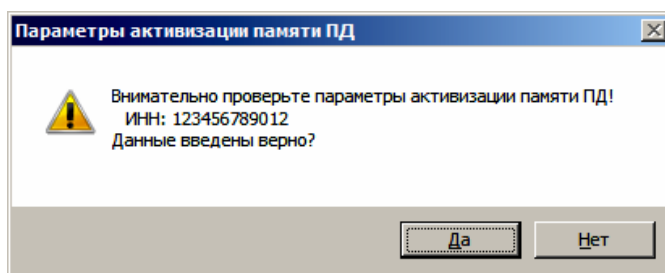 Параметры активизации памяти ПД
Внимательно проверьте параметры активизации памяти ПД!
ИНН: 123456789012
Данные введены верно?
Да
Нет